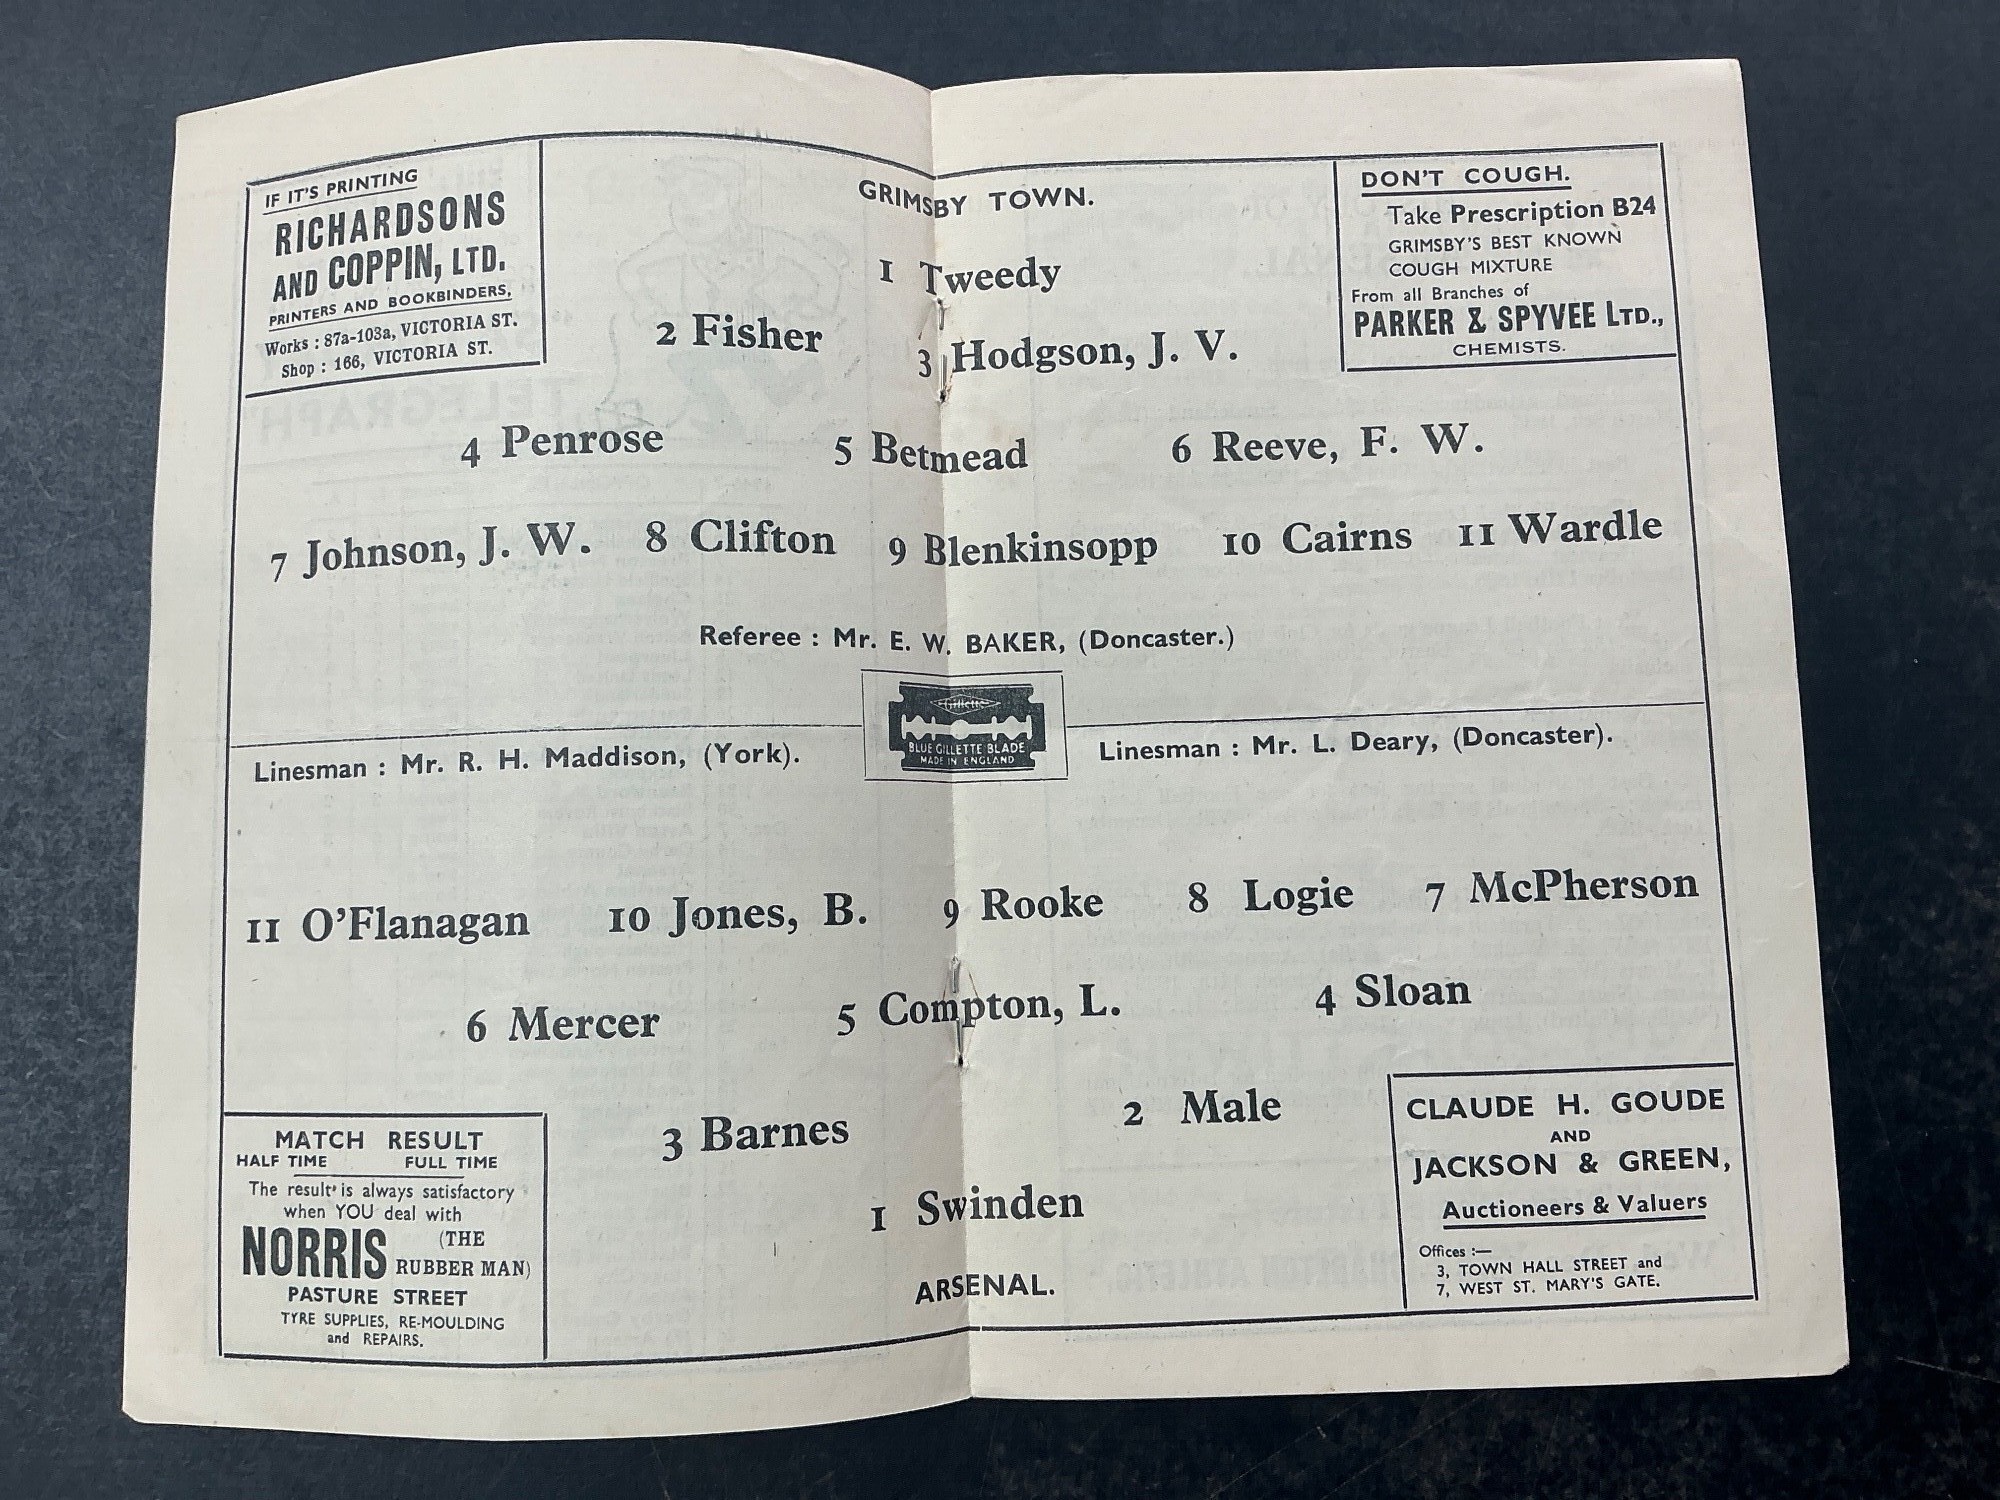 IF IT'S PRINTING
RICHARDSONS
AND COPPIN, LTD.
PRINTERS AND BOOKBINDERS,
Works : 87a-103a, VICTORIA ST.
Shop : 166, VICTORIA ST.
GRIMSBY TOWN.
DON'T COUGH.
Take Prescription B24
GRIMSBY'S BEST KNOWN
COUGH MIXTURE
From all Branches of
PARKER & SPYVEE LTD.,
CHEMISTS.
1 Tweedy
2 Fisher 3 Hodgson, J. V.
4 Penrose 5 Betmead 6 Reeve, F. W.
7 Johnson, J. W. 8 Clifton 9 Blenkinsopp 10 Cairns 11 Wardle
Referee : Mr. E. W. BAKER, (Doncaster.)
Gillette
BLUE GILLETTE BLADE
MADE IN ENGLAND
Linesman : Mr. R. H. Maddison, (York). Linesman : Mr. L. Deary, (Doncaster).
11 O'Flanagan 10 Jones, B. 9 Rooke 8 Logie 7 McPherson
6 Mercer 5 Compton, L. 4 Sloan
3 Barnes 2 Male
1 Swinden
ARSENAL.
MATCH RESULT
HALF TIME FULL TIME
The result is always satisfactory
when YOU deal with
NORRIS (THE
RUBBER MAN)
PASTURE STREET
TYRE SUPPLIES, RE-MOULDING
and REPAIRS.
CLAUDE H. GOUDE
AND
JACKSON & GREEN,
Auctioneers & Valuers
Offices :—
3, TOWN HALL STREET and
7, WEST ST. MARY'S GATE.